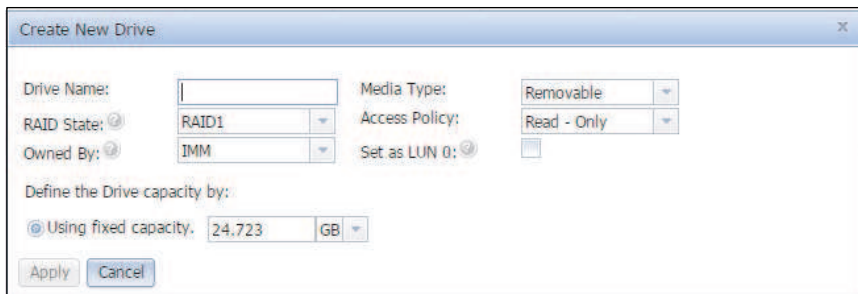 Create New Drive x
Drive Name: Media Type: Removable
RAID State: ? RAID1 Access Policy: Read - Only
Owned By: ? IMM Set as LUN 0: ?
Define the Drive capacity by:
Using fixed capacity. 24.723 GB
Apply Cancel